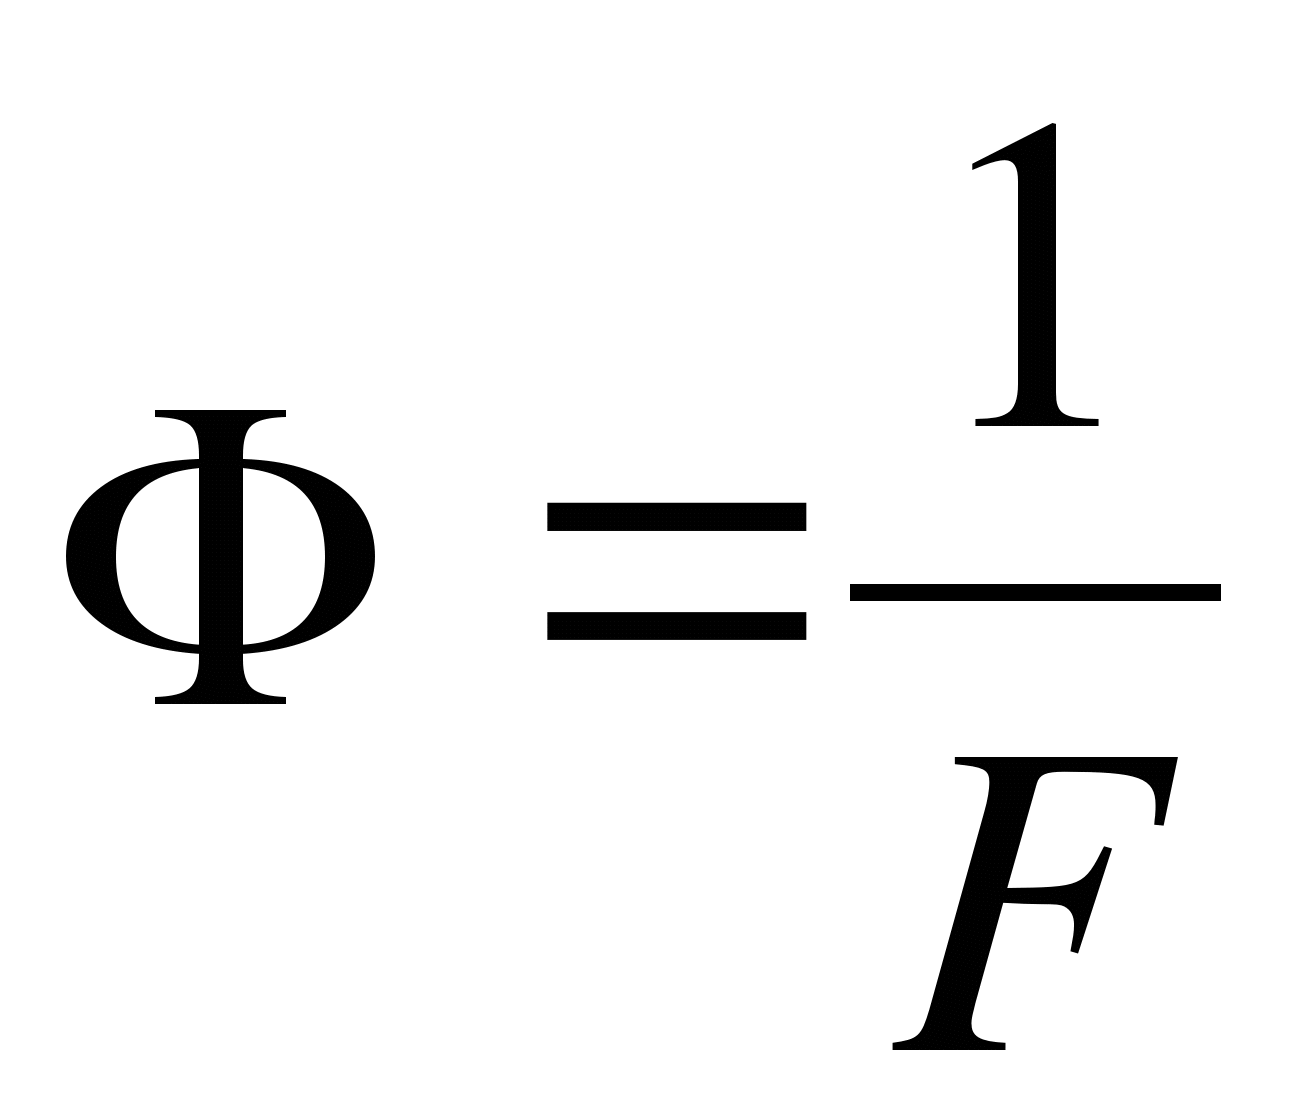 Φ = 1/F